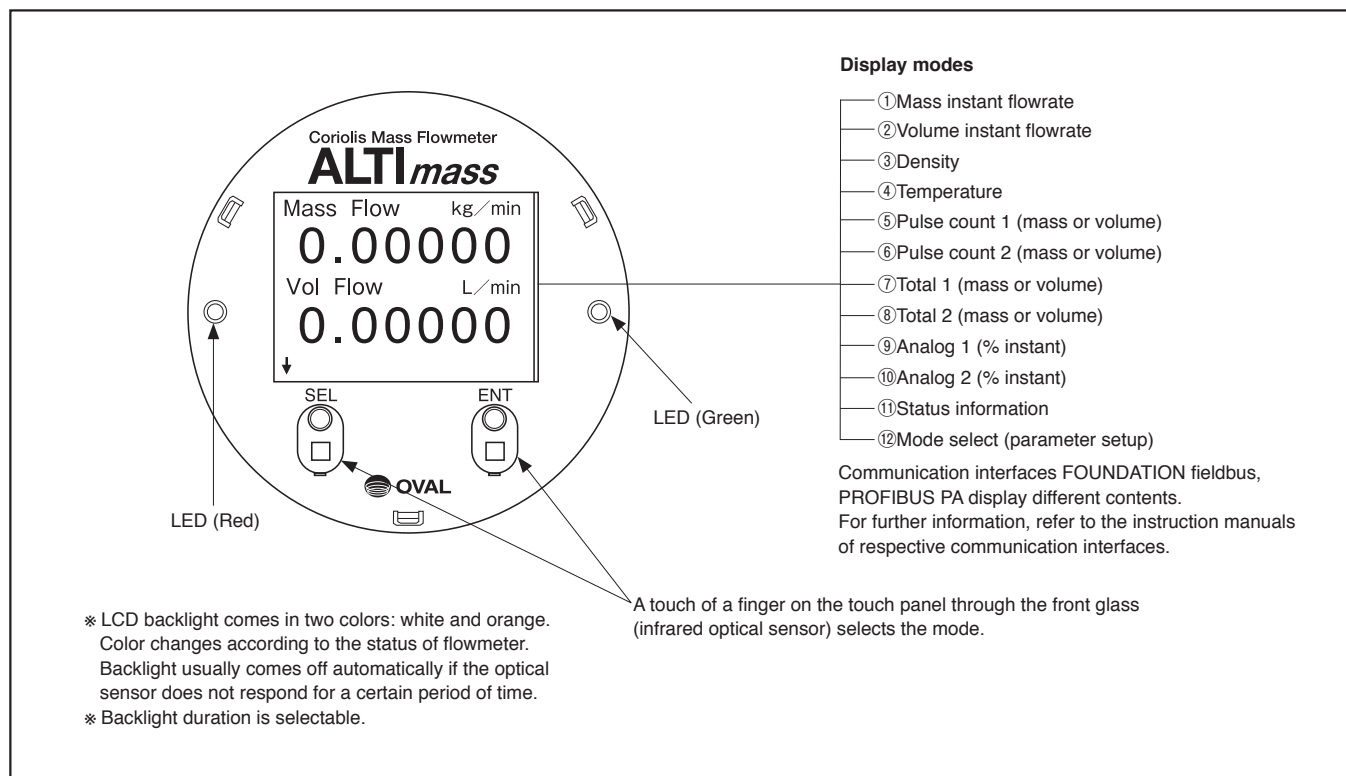 Display modes
①Mass instant flowrate
②Volume instant flowrate
③Density
④Temperature
⑤Pulse count 1 (mass or volume)
⑥Pulse count 2 (mass or volume)
⑦Total 1 (mass or volume)
⑧Total 2 (mass or volume)
⑨Analog 1 (% instant)
⑩Analog 2 (% instant)
⑪Status information
⑫Mode select (parameter setup)
Communication interfaces FOUNDATION fieldbus,
PROFIBUS PA display different contents.
For further information, refer to the instruction manuals
of respective communication interfaces.
Coriolis Mass Flowmeter
ALTImass
Mass Flow kg/min
0.00000
Vol Flow L/min
0.00000
↓
SEL ENT
OVAL
LED (Green)
LED (Red)
A touch of a finger on the touch panel through the front glass
(infrared optical sensor) selects the mode.
※ LCD backlight comes in two colors: white and orange.
Color changes according to the status of flowmeter.
Backlight usually comes off automatically if the optical
sensor does not respond for a certain period of time.
※ Backlight duration is selectable.